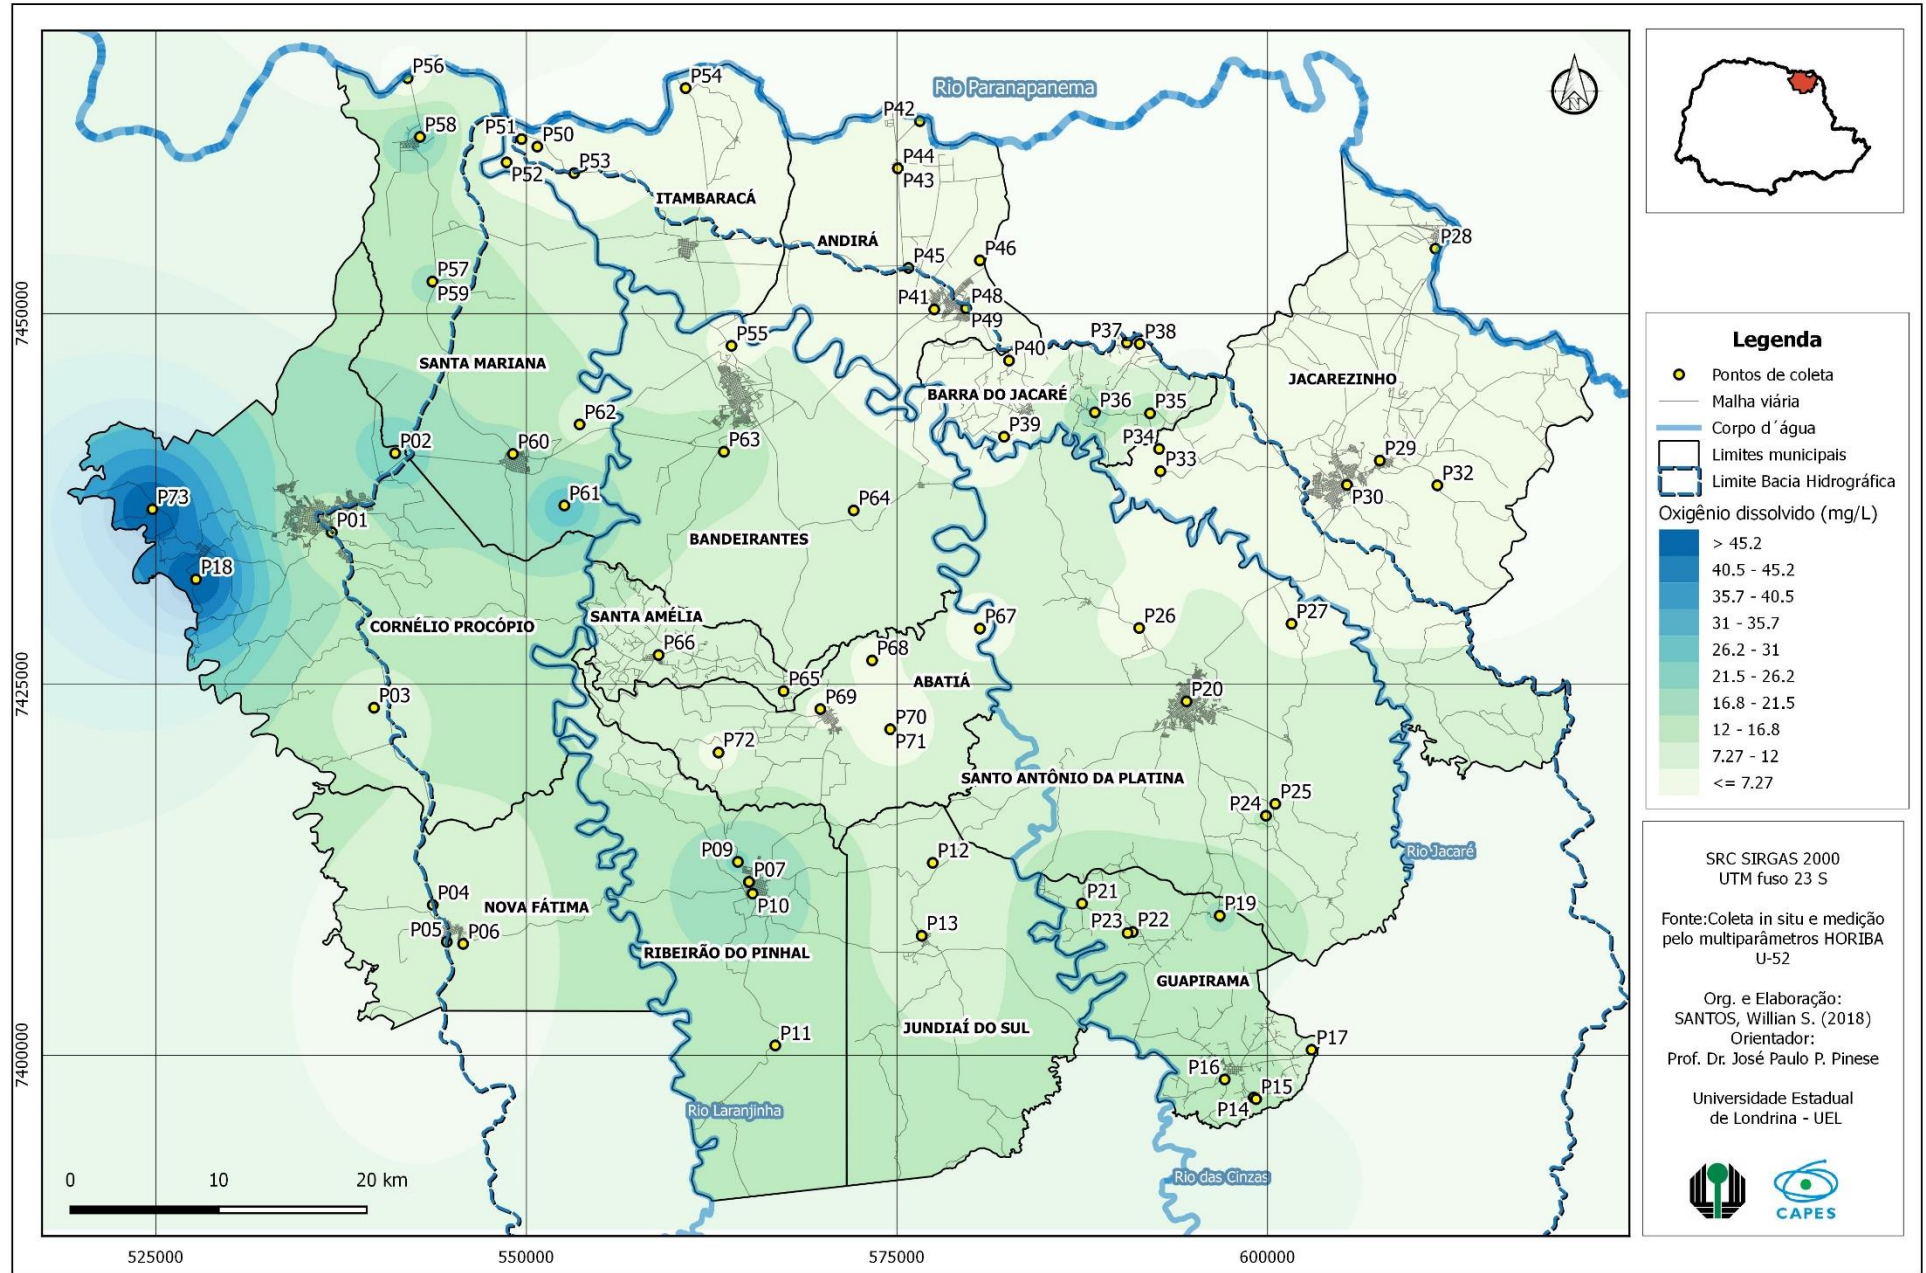 Rio Paranapanema
P56
P54
P58
P42
P51
P50
P44
P43
P53
P52
ITAMBARACÁ
ANDIRÁ
P28
P46
P45
P57
P59
P41
P48
P49
P55
P37
P38
P40
SANTA MARIANA
JACAREZINHO
BARRA DO JACARÉ
P36
P35
P62
P39
P02
P60
P63
P34
P33
P29
P30
P32
P73
P61
P64
P01
BANDEIRANTES
P18
SANTA AMÉLIA
CORNÉLIO PROCÓPIO
P67
P26
P27
P66
P68
ABATIÁ
P65
P03
P69
P20
P70
P71
P72
SANTO ANTÔNIO DA PLATINA
P25
P24
P09
P12
Rio Jacaré
P07
P10
P04
NOVA FÁTIMA
P21
P19
P05
P06
P13
P23
P22
RIBEIRÃO DO PINHAL
GUAPIRAMA
JUNDIAÍ DO SUL
P11
P17
P16
P15
P14
Rio Laranjinha
Rio das Cinzas
0 10 20 km
525000 550000 575000 600000
7450000
7425000
7400000
N
Legenda
Pontos de coleta
Malha viária
Corpo d´água
Limites municipais
Limite Bacia Hidrográfica
Oxigênio dissolvido (mg/L)
> 45.2
40.5 - 45.2
35.7 - 40.5
31 - 35.7
26.2 - 31
21.5 - 26.2
16.8 - 21.5
12 - 16.8
7.27 - 12
<= 7.27
SRC SIRGAS 2000
UTM fuso 23 S
Fonte:Coleta in situ e medição
pelo multiparâmetros HORIBA
U-52
Org. e Elaboração:
SANTOS, Willian S. (2018)
Orientador:
Prof. Dr. José Paulo P. Pinese
Universidade Estadual
de Londrina - UEL
CAPES